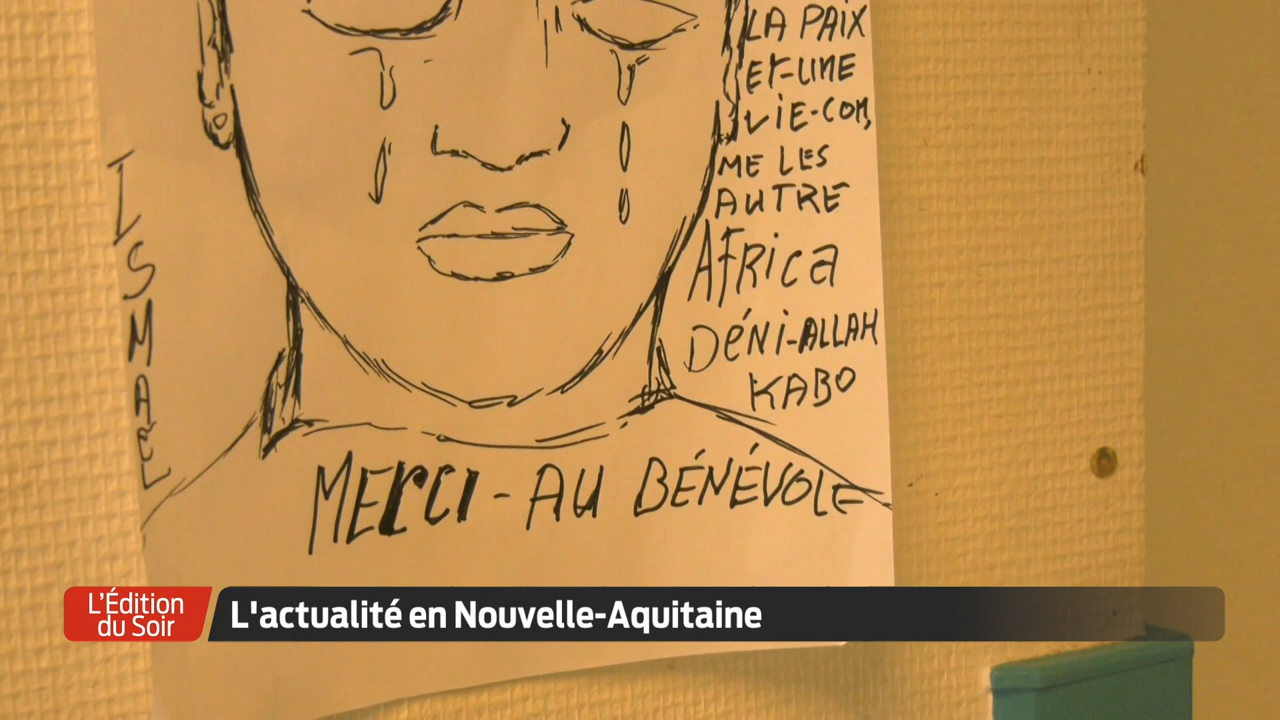 LA PAIX
ET-UNE
VIE-COM,
ME LES
AUTRE
AFRICA
DÉNI-ALLAH
KABO
ISMAEL
MERCI - AU BÉNÉVOLE
L'Édition
du Soir
L'actualité en Nouvelle-Aquitaine